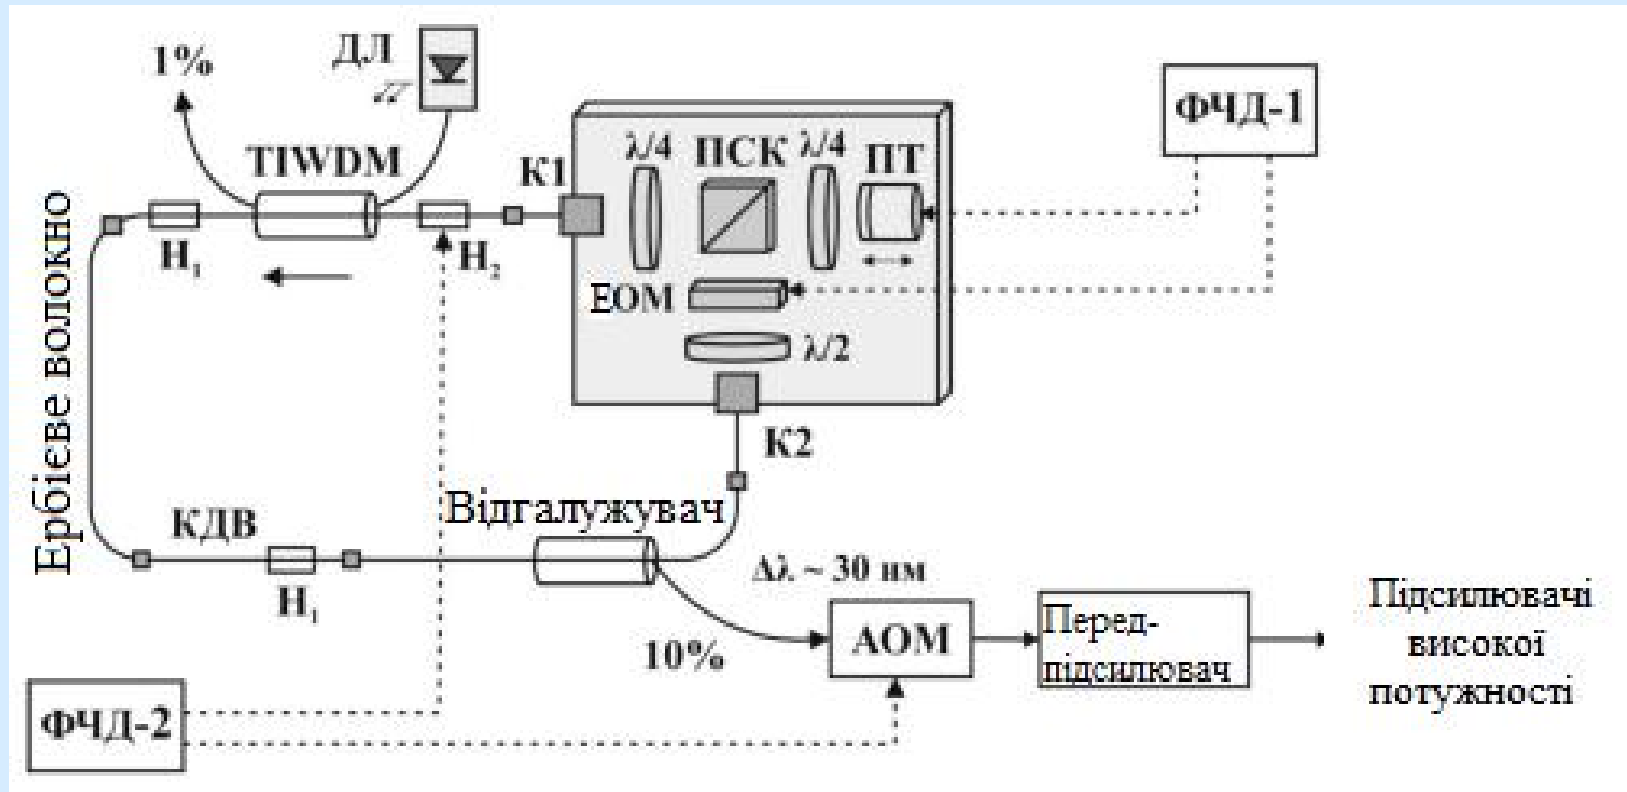 1%
ДЛ
TIWDM
К1
λ/4
ПСК
λ/4
ПТ
ФЧД-1
Н₁
Н₂
ЕОМ
λ/2
К2
Ербієве волокно
КДВ
Н₁
Відгалужувач
Δλ ~ 30 нм
10%
АОМ
Перед-
підсилювач
Підсилювачі
високої
потужності
ФЧД-2